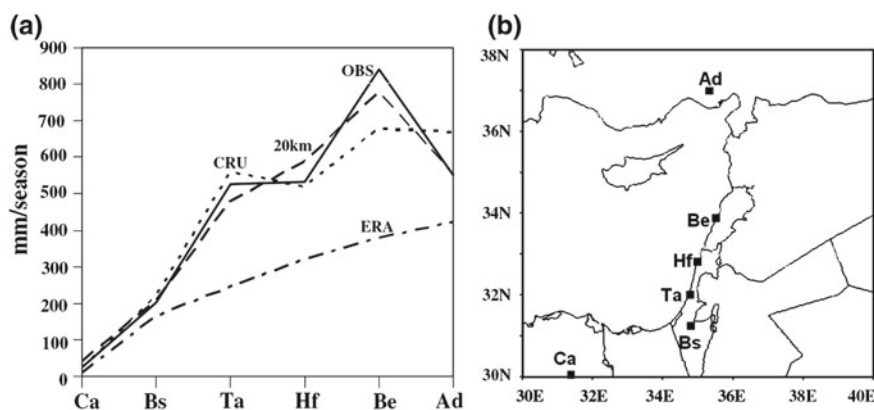 (a)
900
800
700
600
500
400
300
200
100
0
mm/season
OBS
20km
CRU
ERA
Ca Bs Ta Hf Be Ad
(b)
38N
36N
34N
32N
30N
Ad
Be
Hf
Ta
Bs
Ca
30E 32E 34E 36E 38E 40E